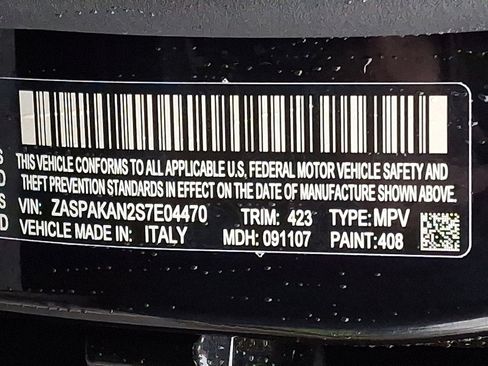 THIS VEHICLE CONFORMS TO ALL APPLICABLE U.S. FEDERAL MOTOR VEHICLE SAFETY AND
THEFT PREVENTION STANDARDS IN EFFECT ON THE DATE OF MANUFACTURE SHOWN ABOVE.
VIN: ZASPAKAN2S7E04470 TRIM: 423 TYPE: MPV
VEHICLE MADE IN: ITALY MDH: 091107 PAINT: 408